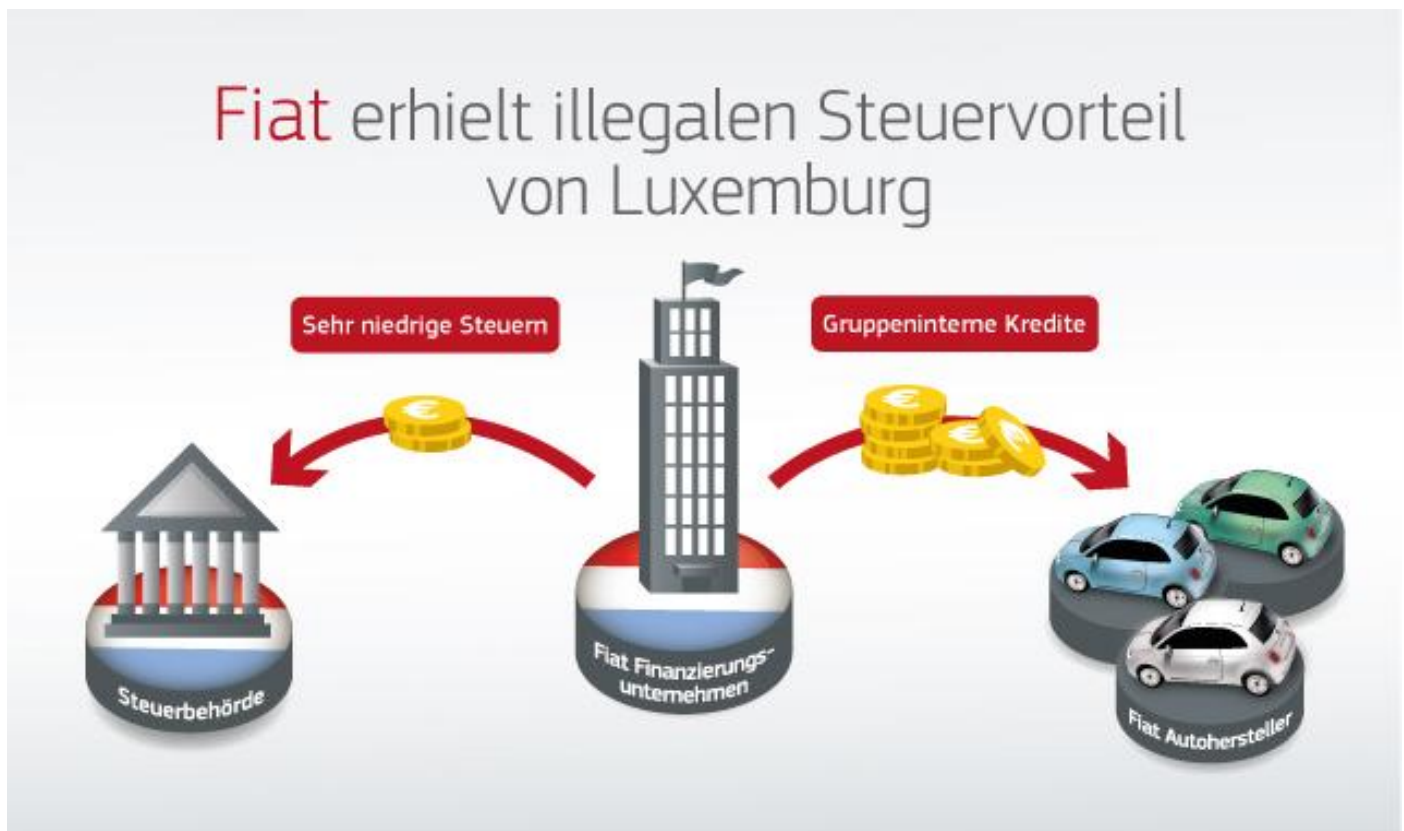 Fiat erhielt illegalen Steuervorteil
von Luxemburg
Sehr niedrige Steuern
Gruppeninterne Kredite
Steuerbehörde
Fiat Finanzierungs-
unternehmen
Fiat Autohersteller